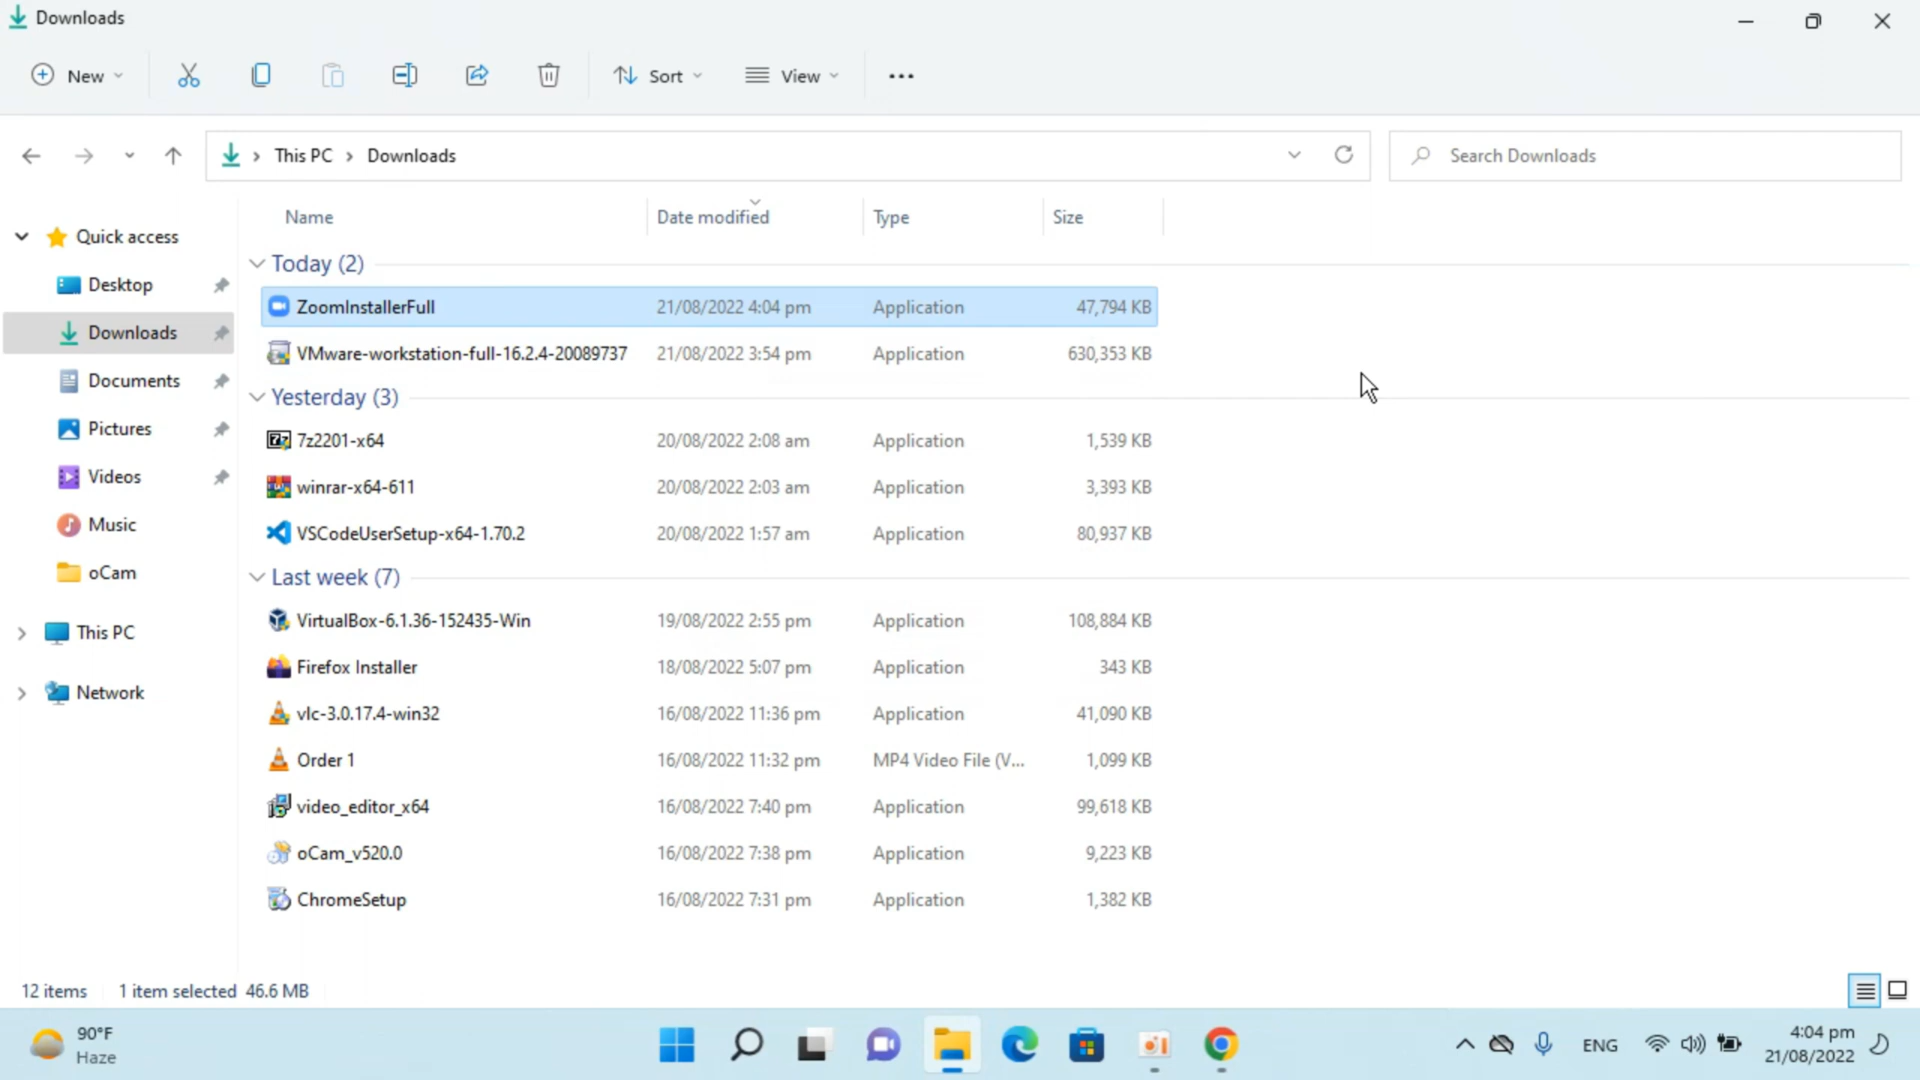 Downloads
New
Sort
View
This PC > Downloads
Search Downloads
Name Date modified Type Size
Quick access
Desktop
Downloads
Documents
Pictures
Videos
Music
oCam
This PC
Network
Today (2)
ZoomInstallerFull 21/08/2022 4:04 pm Application 47,794 KB
VMware-workstation-full-16.2.4-20089737 21/08/2022 3:54 pm Application 630,353 KB
Yesterday (3)
7z2201-x64 20/08/2022 2:08 am Application 1,539 KB
winrar-x64-611 20/08/2022 2:03 am Application 3,393 KB
VSCodeUserSetup-x64-1.70.2 20/08/2022 1:57 am Application 80,937 KB
Last week (7)
VirtualBox-6.1.36-152435-Win 19/08/2022 2:55 pm Application 108,884 KB
Firefox Installer 18/08/2022 5:07 pm Application 343 KB
vlc-3.0.17.4-win32 16/08/2022 11:36 pm Application 41,090 KB
Order 1 16/08/2022 11:32 pm MP4 Video File (V... 1,099 KB
video_editor_x64 16/08/2022 7:40 pm Application 99,618 KB
oCam_v520.0 16/08/2022 7:38 pm Application 9,223 KB
ChromeSetup 16/08/2022 7:31 pm Application 1,382 KB
12 items 1 item selected 46.6 MB
90°F
Haze
ENG
4:04 pm
21/08/2022